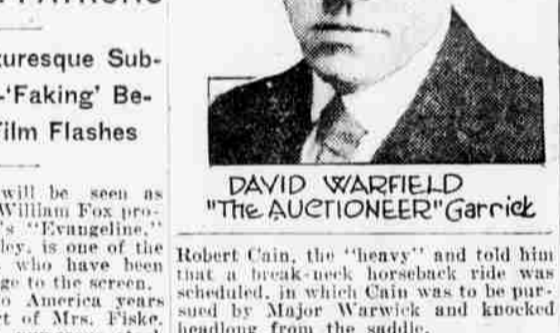 turesque Sub-
-'Faking' Be-
Film Flashes
will be seen as
William Fox pro-
's "Evangeline,"
ley, is one of the
who have been
ge to the screen.
o America years
t of Mrs. Fiske,
DAVID WARFIELD
"The AUCTIONEER" Garrick
Robert Cain, the "heavy" and told him
that a break-neck horseback ride was
scheduled, in which Cain was to be pur-
sued by Major Warwick and knocked
headlong from the saddle.